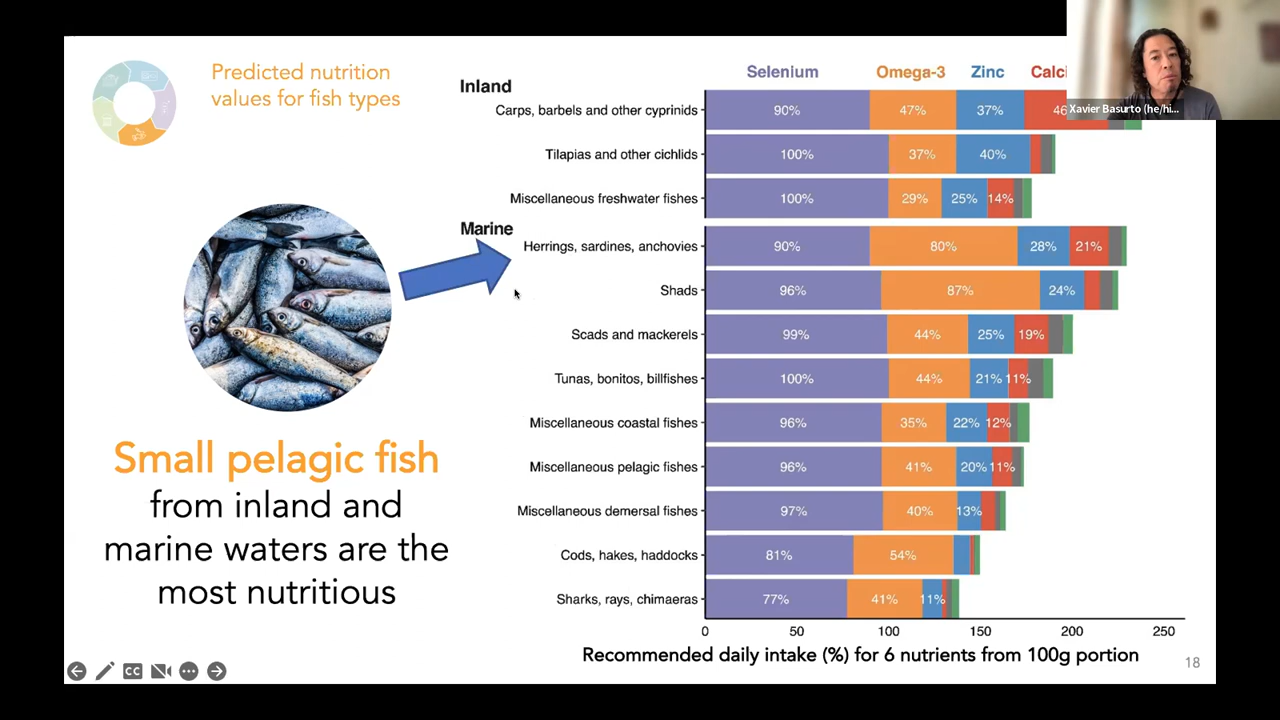 Predicted nutrition
values for fish types
Small pelagic fish
from inland and
marine waters are the
most nutritious
Selenium Omega-3 Zinc
Inland
Carps, barbels and other cyprinids 90% 47% 37%
Tilapias and other cichlids 100% 37% 40%
Miscellaneous freshwater fishes 100% 29% 25% 14%
Marine
Herrings, sardines, anchovies 90% 80% 28% 21%
Shads 96% 87% 24%
Scads and mackerels 99% 44% 25% 19%
Tunas, bonitos, billfishes 100% 44% 21% 11%
Miscellaneous coastal fishes 96% 35% 22% 12%
Miscellaneous pelagic fishes 96% 41% 20% 11%
Miscellaneous demersal fishes 97% 40% 13%
Cods, hakes, haddocks 81% 54%
Sharks, rays, chimaeras 77% 41% 11%
0 50 100 150 200 250
Recommended daily intake (%) for 6 nutrients from 100g portion
18
CC
Xavier Basurto (he/hi...